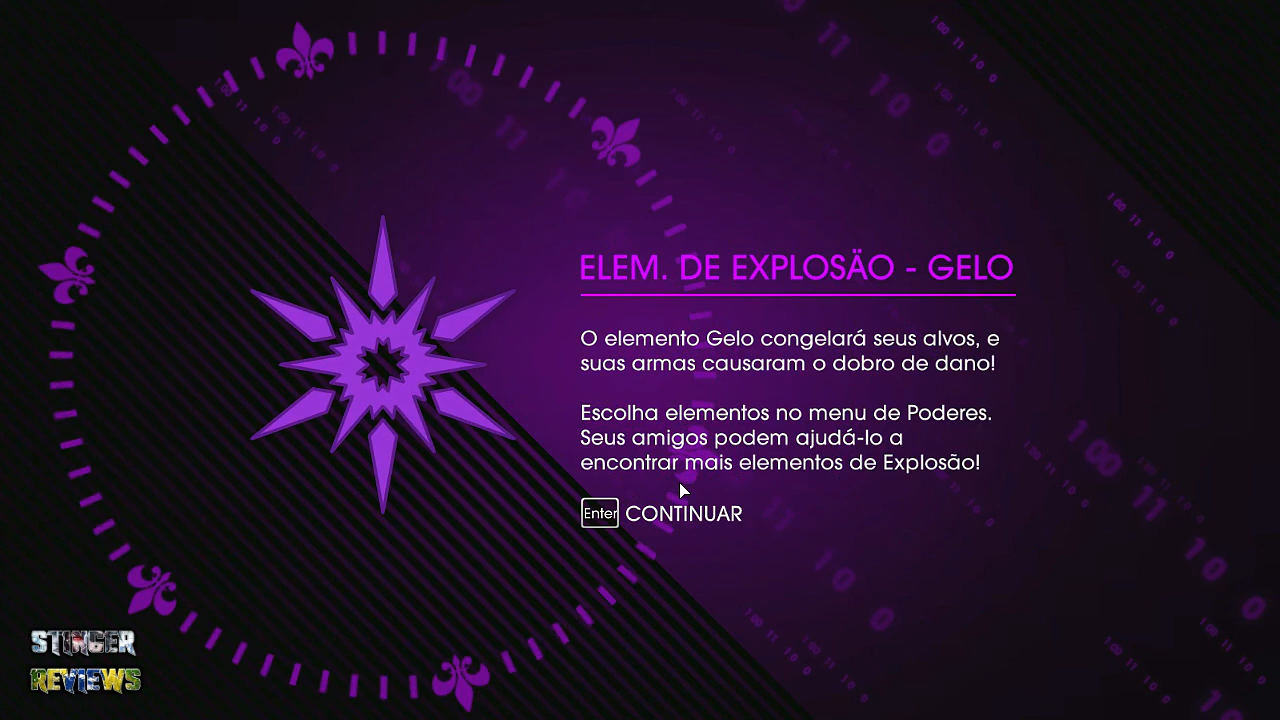 ELEM. DE EXPLOSÄO - GELO
O elemento Gelo congelará seus alvos, e
suas armas causaram o dobro de dano!
Escolha elementos no menu de Poderes.
Seus amigos podem ajudá-lo a
encontrar mais elementos de Explosão!
Enter CONTINUAR
STINGER
REVIEWS